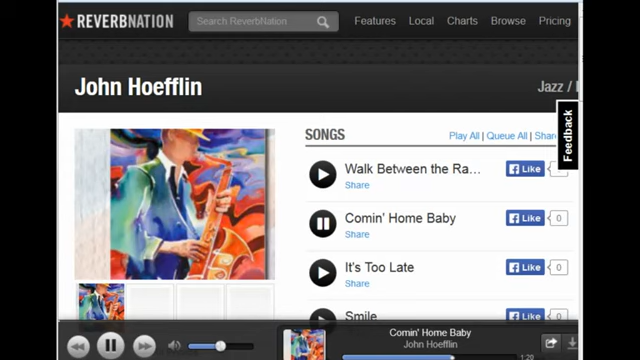 REVERBNATION
Search ReverbNation
Features Local Charts Browse Pricing
John Hoefflin
Jazz /
Feedback
SONGS
Play All | Queue All | Share
Walk Between the Ra...
Like
Share
Comin' Home Baby
Like 0
Share
It's Too Late
Like 0
Share
Smile
Like 0
Comin' Home Baby
John Hoefflin
1:20